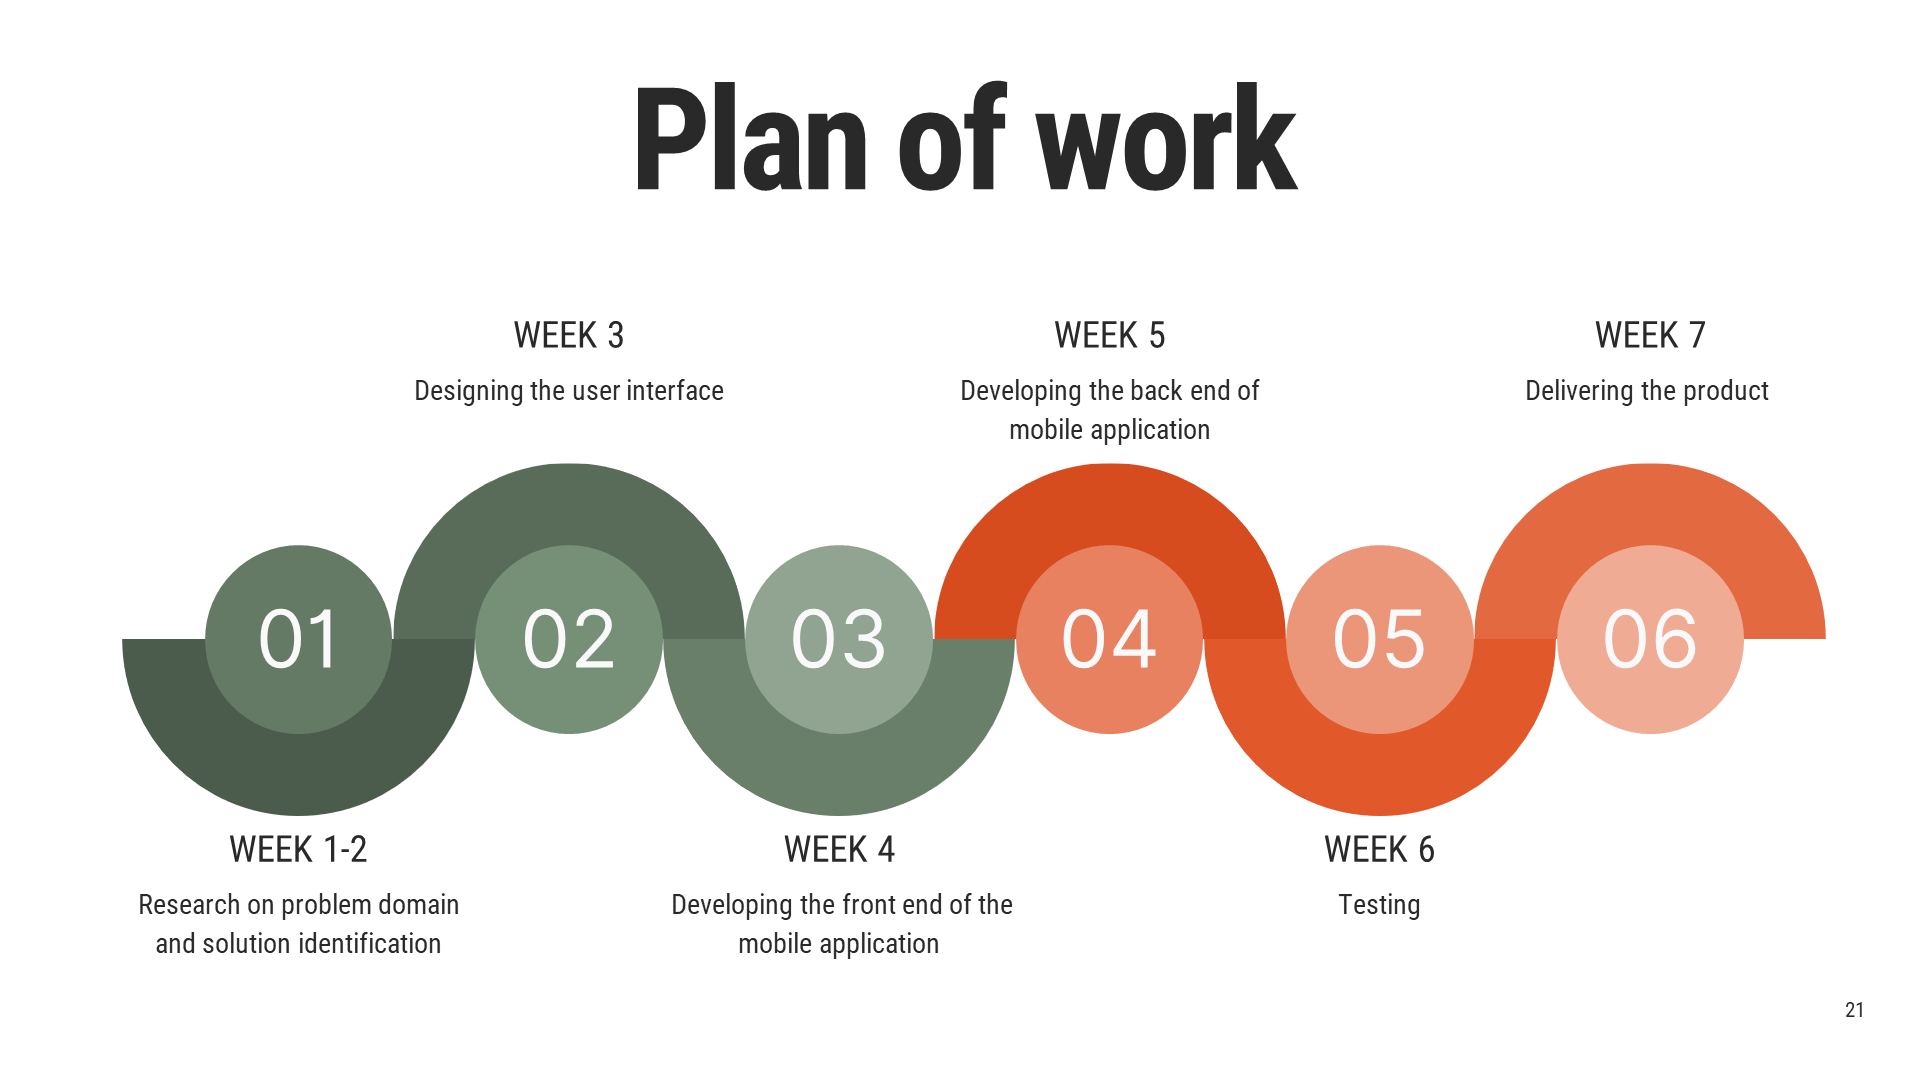 Plan of work
WEEK 3
Designing the user interface
WEEK 5
Developing the back end of
mobile application
WEEK 7
Delivering the product
01
02
03
04
05
06
WEEK 1-2
Research on problem domain
and solution identification
WEEK 4
Developing the front end of the
mobile application
WEEK 6
Testing
21